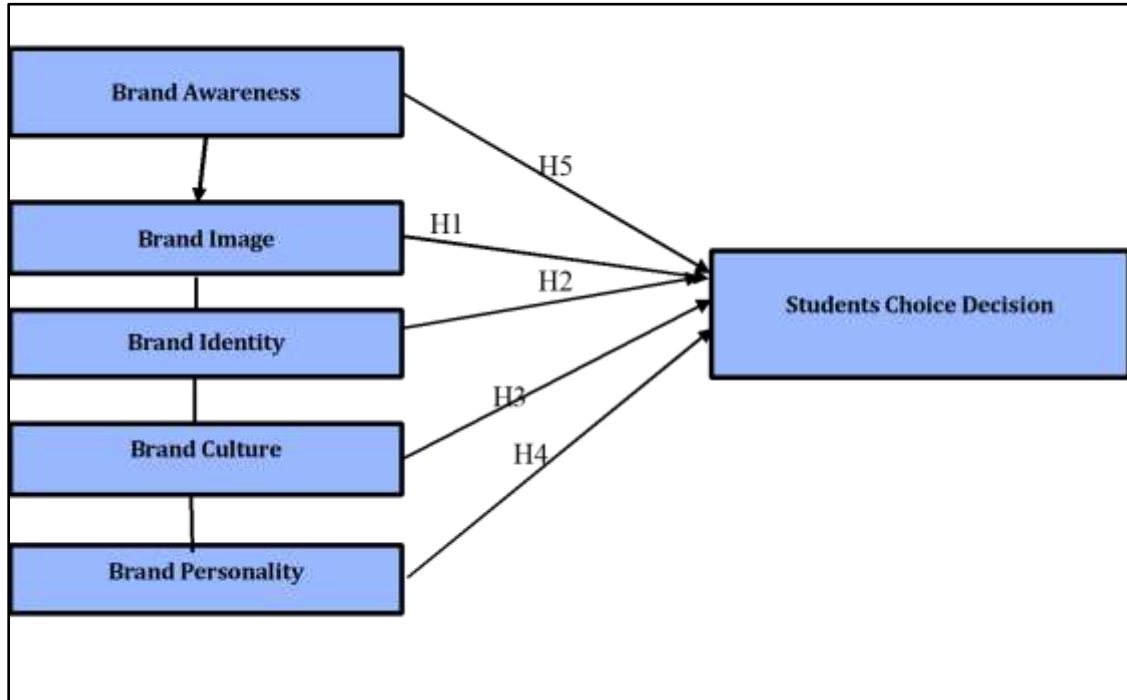 Brand Awareness
H5
Brand Image
H1
H2
Students Choice Decision
Brand Identity
H3
Brand Culture
H4
Brand Personality